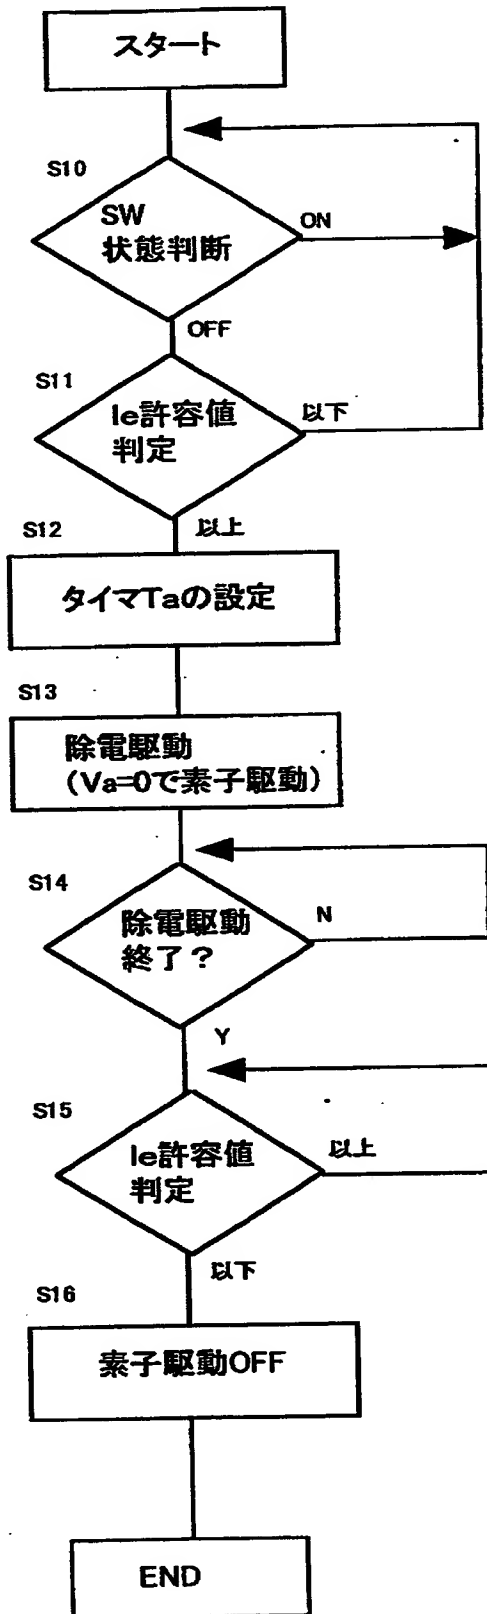 スタート
S10
SW
状態判断
ON
OFF
S11
Ie許容値
判定
以下
S12
以上
タイマTaの設定
S13
除電駆動
(Va=0で素子駆動)
S14
除電駆動
終了?
N
Y
S15
Ie許容値
判定
以上
以下
S16
素子駆動OFF
END